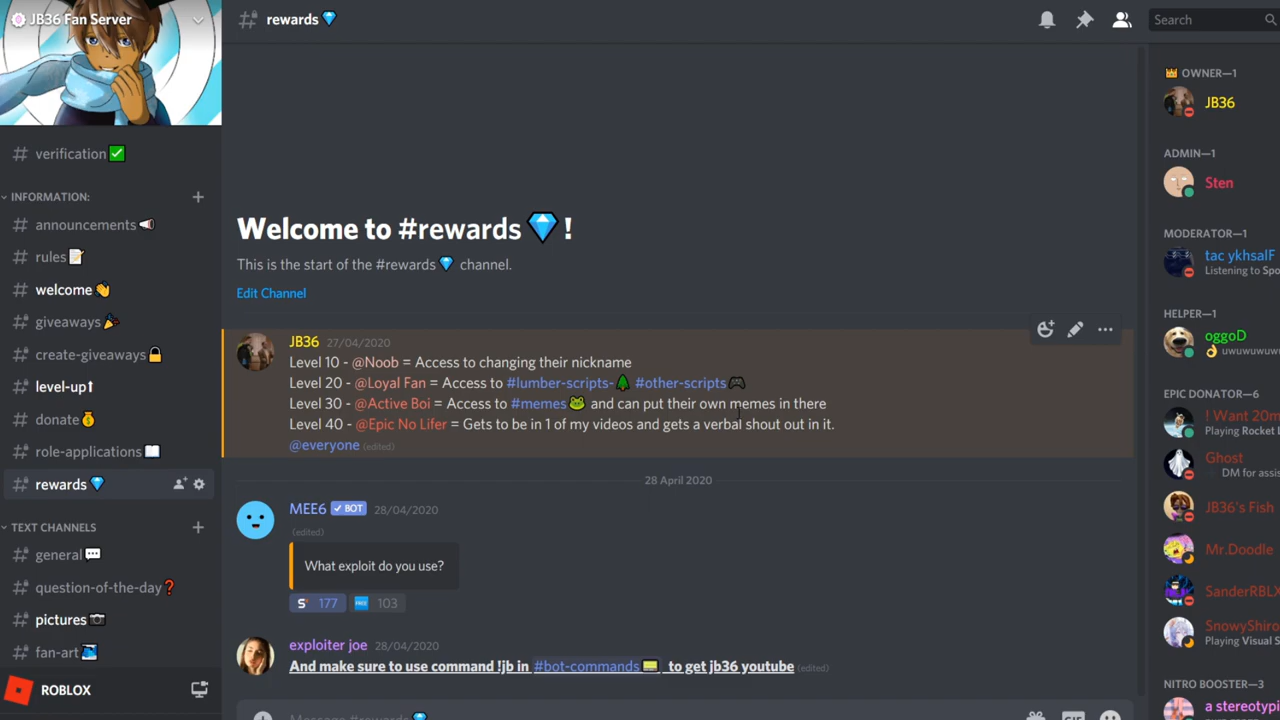 JB36 Fan Server
verification✅
INFORMATION:
announcements📢
rules📝
welcome👋
giveaways🎉
create-giveaways🔒
level-up⬆
donate💰
role-applications📖
rewards💎
TEXT CHANNELS
general💬
question-of-the-day❓
pictures📷
fan-art
ROBLOX
rewards💎
Welcome to #rewards💎!
This is the start of the #rewards💎 channel.
Edit Channel
JB36 27/04/2020
Level 10 - @Noob = Access to changing their nickname
Level 20 - @Loyal Fan = Access to #lumber-scripts-🌲 #other-scripts🎮
Level 30 - @Active Boi = Access to #memes🐸 and can put their own memes in there
Level 40 - @Epic No Lifer = Gets to be in 1 of my videos and gets a verbal shout out in it.
@everyone (edited)
28 April 2020
MEE6 ✓BOT 28/04/2020
(edited)
What exploit do you use?
S 177 103
exploiter joe 28/04/2020
And make sure to use command !jb in #bot-commands to get jb36 youtube (edited)
Message #rewards💎
GIF
Search
OWNER—1
JB36
ADMIN—1
Sten
MODERATOR—1
tac ykhsalF
Listening to Spo
HELPER—1
oggoD
👌 uwuwuwuwuw
EPIC DONATOR—6
! Want 20m
Playing Rocket L
Ghost
DM for assis
JB36's Fish
Mr.Doodle
SanderRBLX
SnowyShiro
Playing Visual S
NITRO BOOSTER—3
a stereotypi